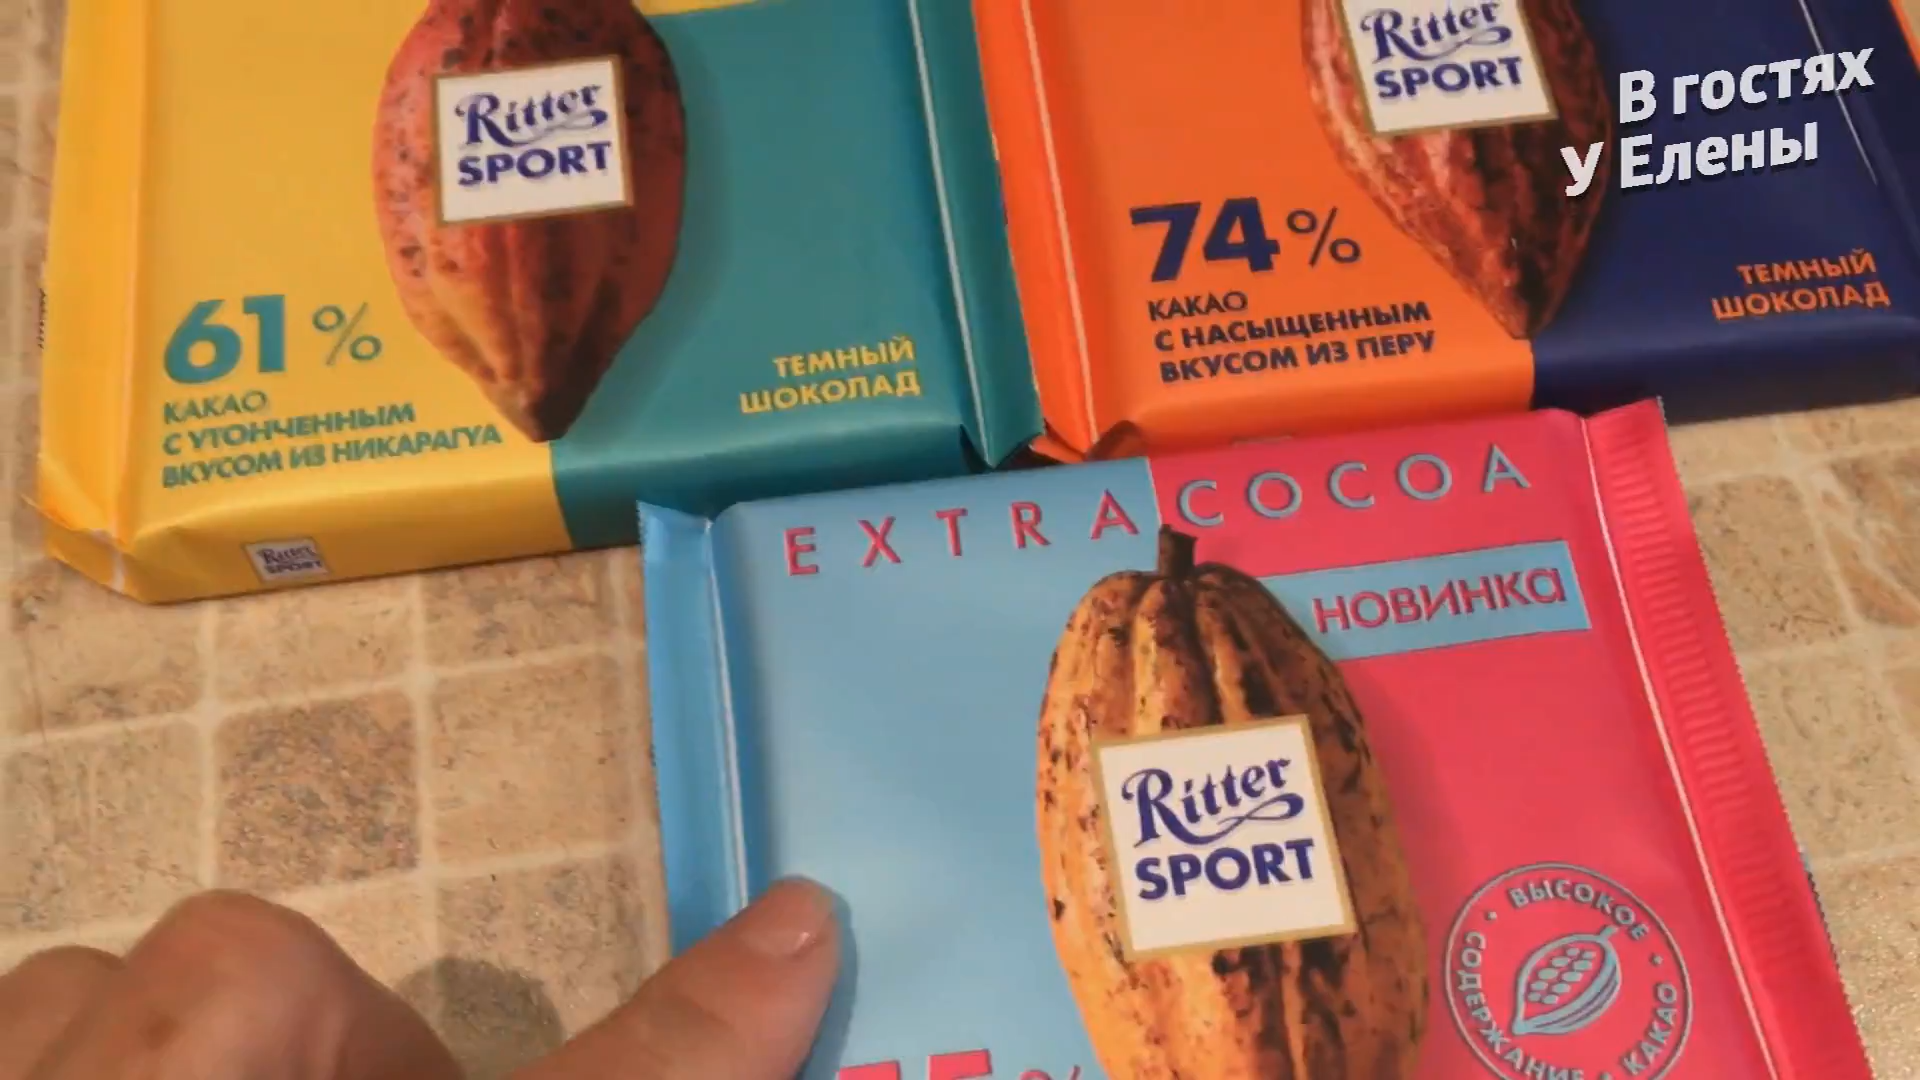 Ritter
SPORT
61%
КАКАО
С УТОНЧЕННЫМ
ВКУСОМ ИЗ НИКАРАГУА
ТЕМНЫЙ
ШОКОЛАД
Ritter
SPORT
Ritter
SPORT
74%
КАКАО
С НАСЫЩЕННЫМ
ВКУСОМ ИЗ ПЕРУ
ТЕМНЫЙ
ШОКОЛАД
В гостях
у Елены
EXTRA COCOA
НОВИНКА
Ritter
SPORT
ВЫСОКОЕ СОДЕРЖАНИЕ КАКАО